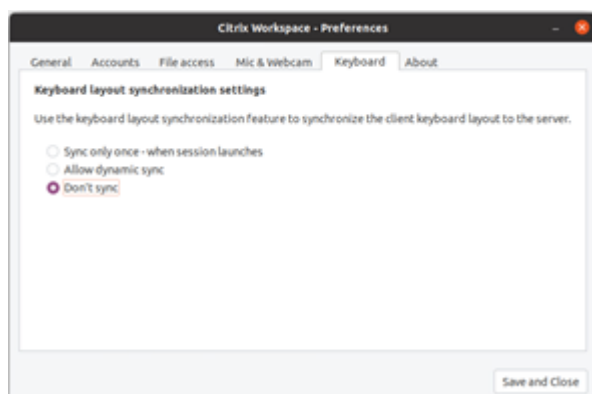 Citrix Workspace - Preferences
General Accounts File access Mic & Webcam Keyboard About
Keyboard layout synchronization settings
Use the keyboard layout synchronization feature to synchronize the client keyboard layout to the server.
Sync only once - when session launches
Allow dynamic sync
Don't sync
Save and Close